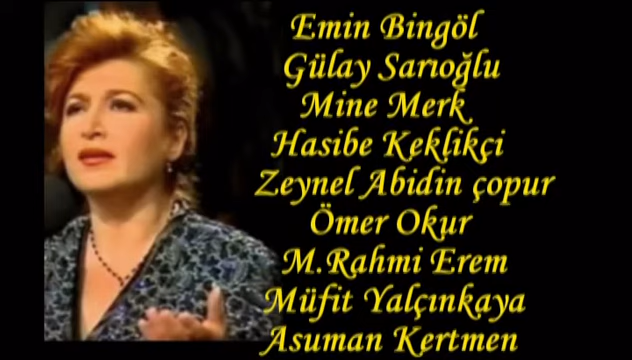 Emin Bingöl
Gülay Sarıoğlu
Mine Merk
Hasibe Keklikçi
Zeynel Abidin çopur
Ömer Okur
M.Rahmi Erem
Müfit Yalçınkaya
Asuman Kertmen